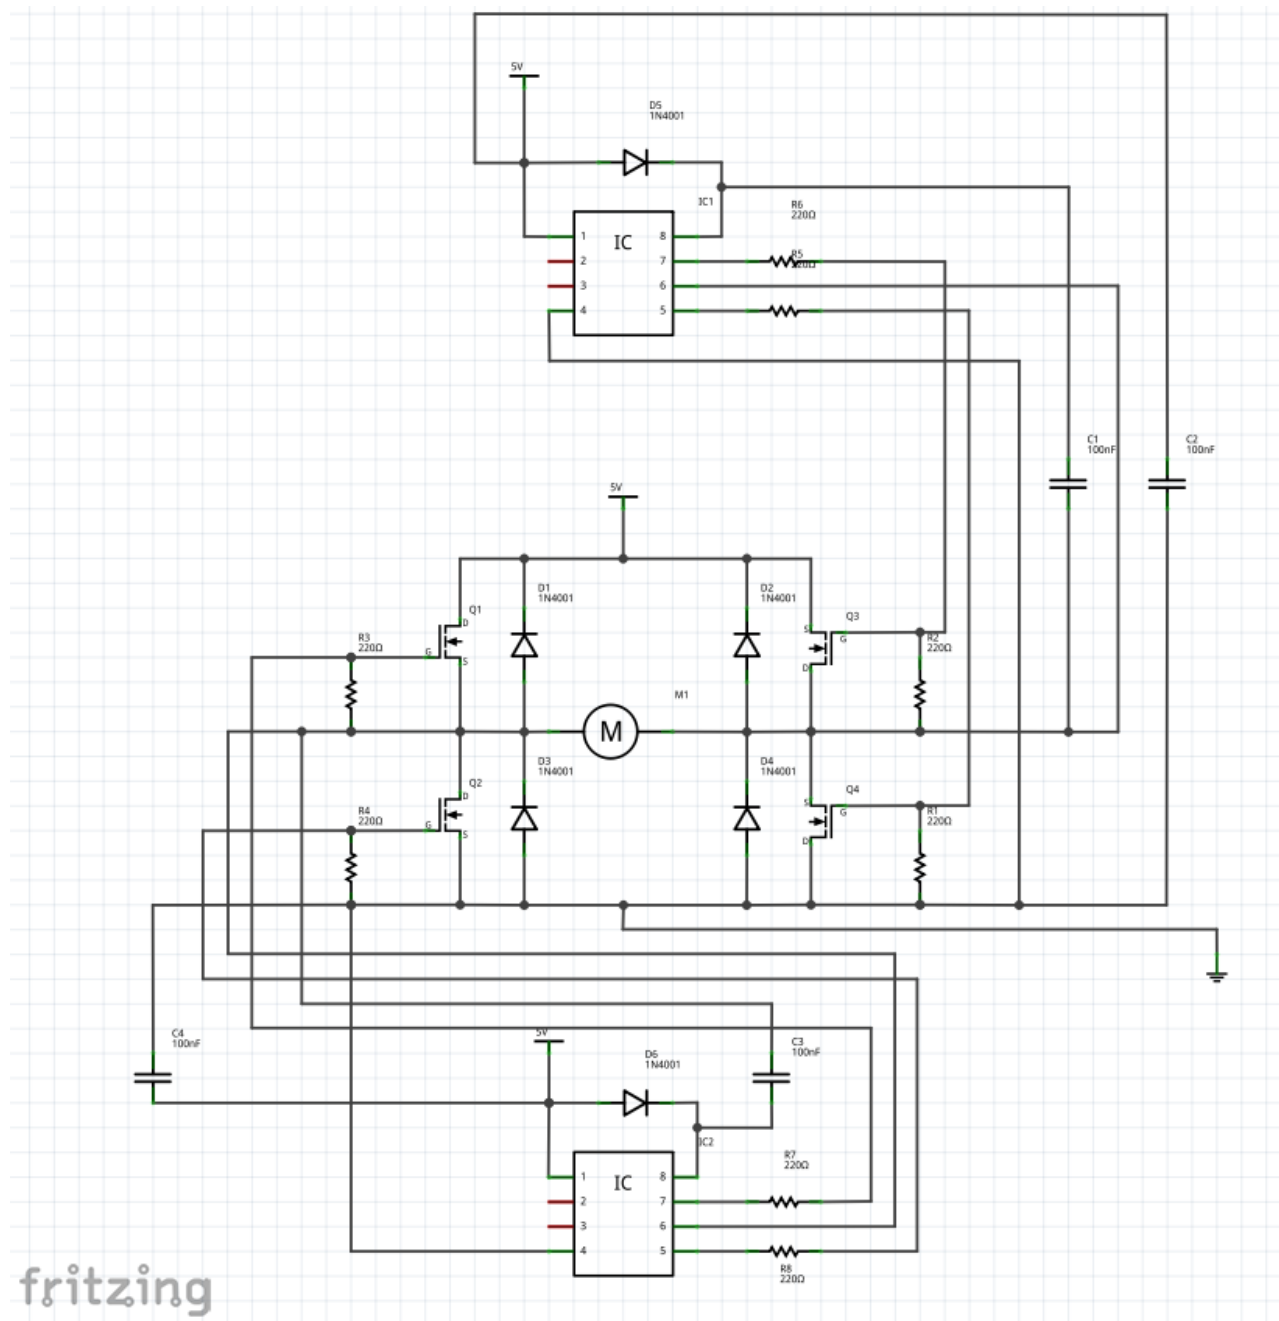 5V
D5
1N4001
IC1
R6
220Ω
IC
1
8
2
7
R5
220Ω
3
6
4
5
C1
100nF
C2
100nF
5V
D1
1N4001
D2
1N4001
Q1
D
G
S
Q3
S
G
D
R3
220Ω
R2
220Ω
M1
M
D3
1N4001
D4
1N4001
Q2
D
G
S
Q4
S
G
D
R4
220Ω
R1
220Ω
C4
100nF
5V
D6
1N4001
C3
100nF
IC2
R7
220Ω
IC
1
8
2
7
3
6
4
5
R8
220Ω
fritzing